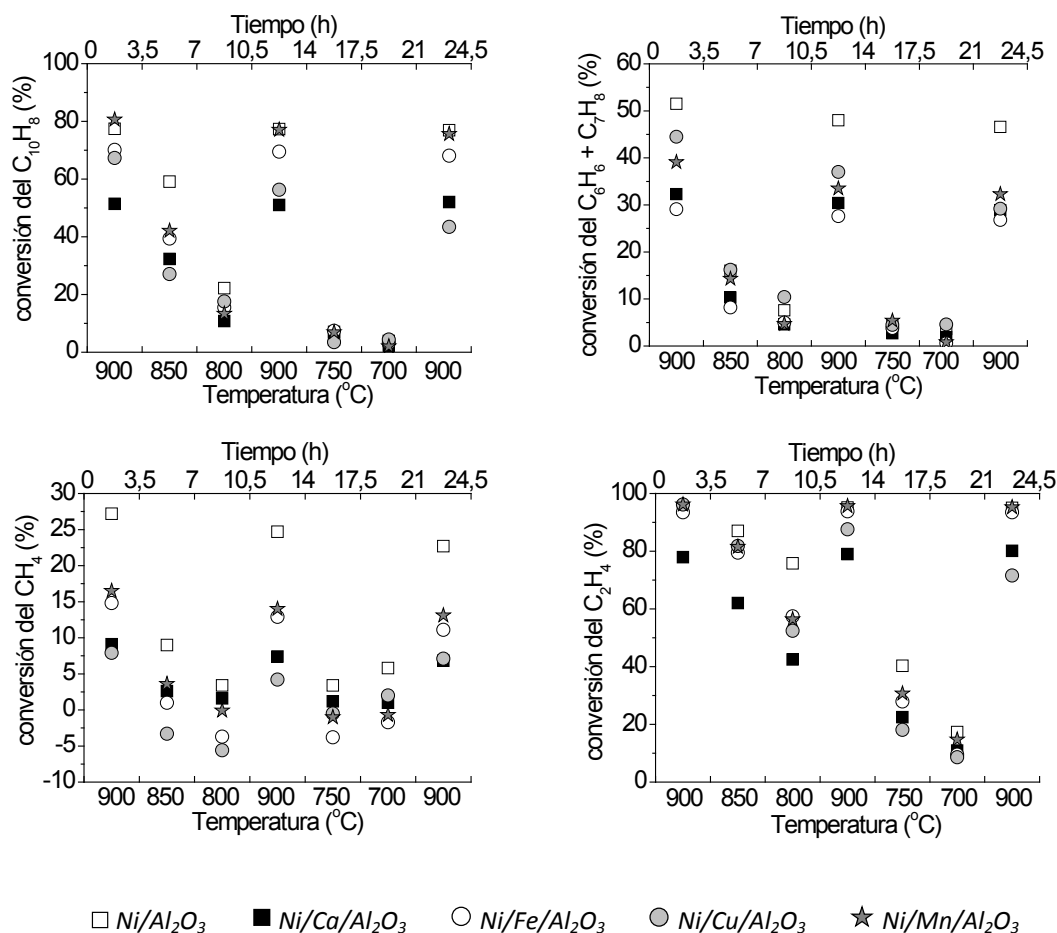 Tiempo (h)
0 3,5 7 10,5 14 17,5 21 24,5
100
80
60
40
20
0
conversión del C₁₀H₈ (%)
900 850 800 900 750 700 900
Temperatura (°C)
Tiempo (h)
0 3,5 7 10,5 14 17,5 21 24,5
60
50
40
30
20
10
0
conversión del C₆H₆ + C₇H₈ (%)
900 850 800 900 750 700 900
Temperatura (°C)
Tiempo (h)
0 3,5 7 10,5 14 17,5 21 24,5
30
25
20
15
10
5
0
-5
-10
conversión del CH₄ (%)
900 850 800 900 750 700 900
Temperatura (°C)
Tiempo (h)
0 3,5 7 10,5 14 17,5 21 24,5
100
80
60
40
20
0
conversión del C₂H₄ (%)
900 850 800 900 750 700 900
Temperatura (°C)
Ni/Al₂O₃ Ni/Ca/Al₂O₃ Ni/Fe/Al₂O₃ Ni/Cu/Al₂O₃ Ni/Mn/Al₂O₃